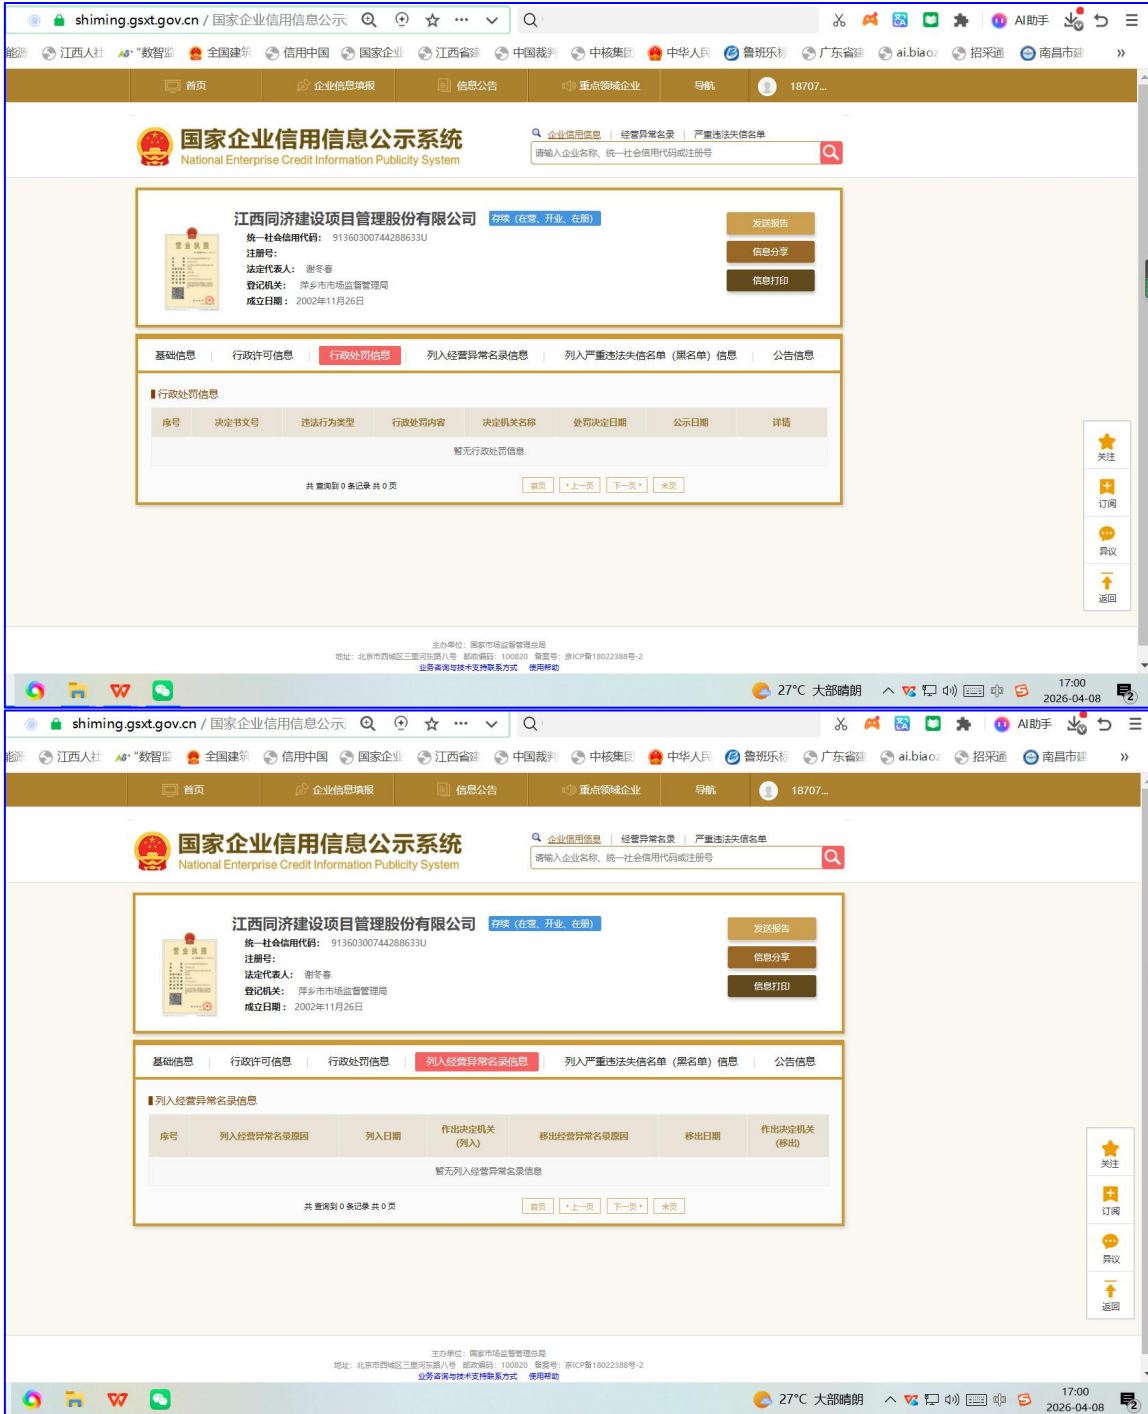 shiming.gsxt.gov.cn / 国家企业信用信息公示
AI助手
能源 江西人社 "数智监 全国建筑 信用中国 国家企业 江西省建 中国裁判 中核集团 中华人民 鲁班乐标 广东省建 ai.biaoz 招采通 南昌市建 »
首页 企业信息填报 信息公告 重点领域企业 导航 18707...
国家企业信用信息公示系统
National Enterprise Credit Information Publicity System
企业信用信息 | 经营异常名录 | 严重违法失信名单
请输入企业名称、统一社会信用代码或注册号
江西同济建设项目管理股份有限公司 存续（在营、开业、在册）
统一社会信用代码： 91360300744288633U
注册号：
法定代表人： 谢冬春
登记机关： 萍乡市市场监督管理局
成立日期： 2002年11月26日
发送报告
信息分享
信息打印
营业执照
基础信息 行政许可信息 行政处罚信息 列入经营异常名录信息 列入严重违法失信名单（黑名单）信息 公告信息
行政处罚信息
序号 决定书文号 违法行为类型 行政处罚内容 决定机关名称 处罚决定日期 公示日期 详情
暂无行政处罚信息
共 查询到 0 条记录 共 0 页 首页 上一页 下一页 末页
关注
订阅
异议
返回
主办单位：国家市场监督管理总局
地址：北京市西城区三里河东路八号 邮政编码：100820 备案号：京ICP备18022388号-2
业务咨询与技术支持联系方式 使用帮助
27°C 大部晴朗 中 17:00
2026-04-08 2
shiming.gsxt.gov.cn / 国家企业信用信息公示
AI助手
能源 江西人社 "数智监 全国建筑 信用中国 国家企业 江西省建 中国裁判 中核集团 中华人民 鲁班乐标 广东省建 ai.biaoz 招采通 南昌市建 »
首页 企业信息填报 信息公告 重点领域企业 导航 18707...
国家企业信用信息公示系统
National Enterprise Credit Information Publicity System
企业信用信息 | 经营异常名录 | 严重违法失信名单
请输入企业名称、统一社会信用代码或注册号
江西同济建设项目管理股份有限公司 存续（在营、开业、在册）
统一社会信用代码： 91360300744288633U
注册号：
法定代表人： 谢冬春
登记机关： 萍乡市市场监督管理局
成立日期： 2002年11月26日
发送报告
信息分享
信息打印
营业执照
基础信息 行政许可信息 行政处罚信息 列入经营异常名录信息 列入严重违法失信名单（黑名单）信息 公告信息
列入经营异常名录信息
序号 列入经营异常名录原因 列入日期 作出决定机关(列入) 移出经营异常名录原因 移出日期 作出决定机关(移出)
暂无列入经营异常名录信息
共 查询到 0 条记录 共 0 页 首页 上一页 下一页 末页
关注
订阅
异议
返回
主办单位：国家市场监督管理总局
地址：北京市西城区三里河东路八号 邮政编码：100820 备案号：京ICP备18022388号-2
业务咨询与技术支持联系方式 使用帮助
27°C 大部晴朗 中 17:00
2026-04-08 2